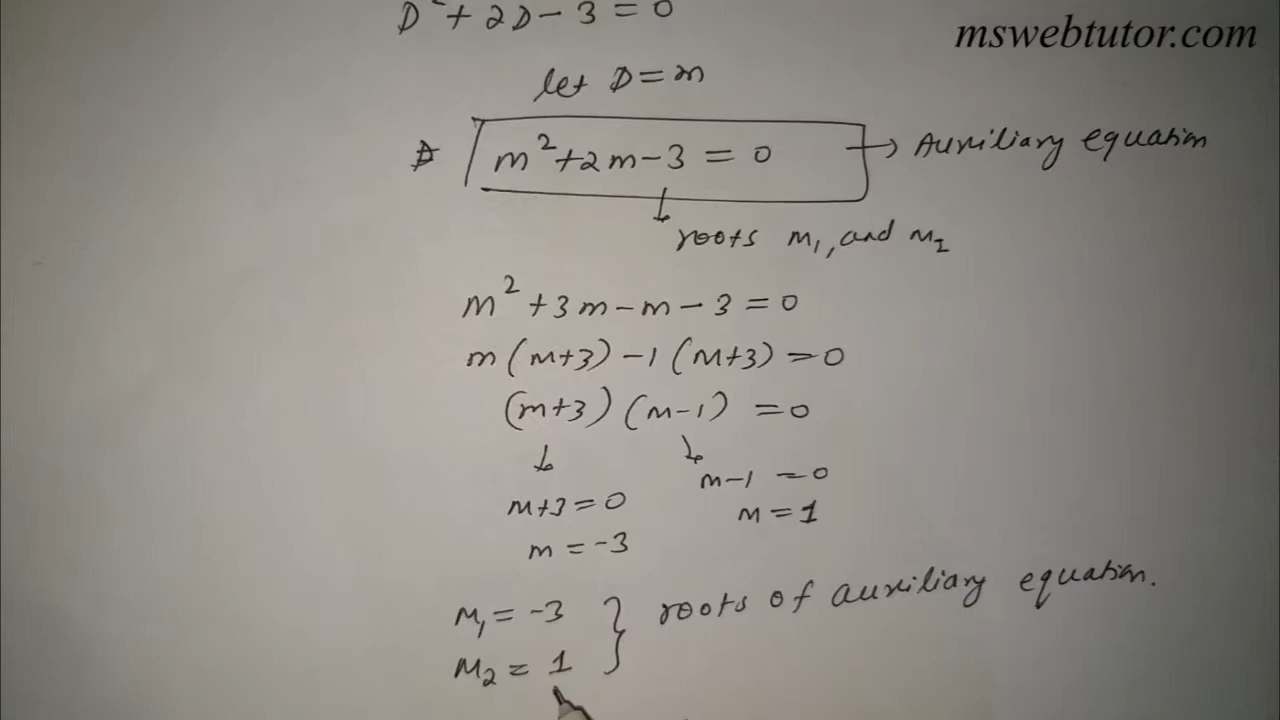 D² + 2D - 3 = 0
mswebtutor.com
let D = m
m² + 2m - 3 = 0 → Auxiliary equation
roots m₁, and m₂
m² + 3m - m - 3 = 0
m (m+3) - 1 (m+3) = 0
(m+3) (m-1) = 0
m-1 = 0
m+3 = 0
m = 1
m = -3
m₁ = -3 } roots of auxiliary equation.
m₂ = 1